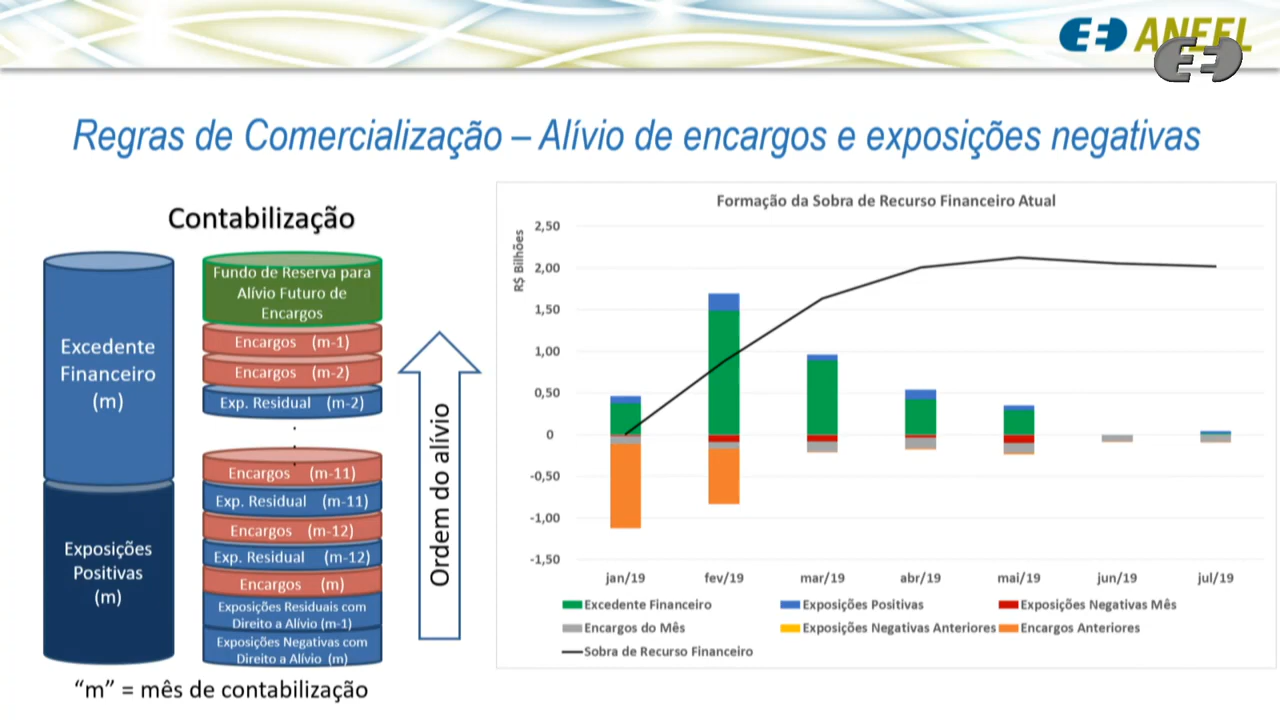 ANEEL
Regras de Comercialização – Alívio de encargos e exposições negativas
Contabilização
Excedente
Financeiro
(m)
Exposições
Positivas
(m)
Fundo de Reserva para
Alívio Futuro de
Encargos
Encargos (m-1)
Encargos (m-2)
Exp. Residual (m-2)
.
.
.
Encargos (m-11)
Exp. Residual (m-11)
Encargos (m-12)
Exp. Residual (m-12)
Encargos (m)
Exposições Residuais com
Direito a Alívio (m-1)
Exposições Negativas com
Direito a Alívio (m)
Ordem do alívio
“m” = mês de contabilização
Formação da Sobra de Recurso Financeiro Atual
R$ Bilhões
2,50
2,00
1,50
1,00
0,50
0
-0,50
-1,00
-1,50
jan/19 fev/19 mar/19 abr/19 mai/19 jun/19 jul/19
Excedente Financeiro Exposições Positivas Exposições Negativas Mês
Encargos do Mês Exposições Negativas Anteriores Encargos Anteriores
Sobra de Recurso Financeiro